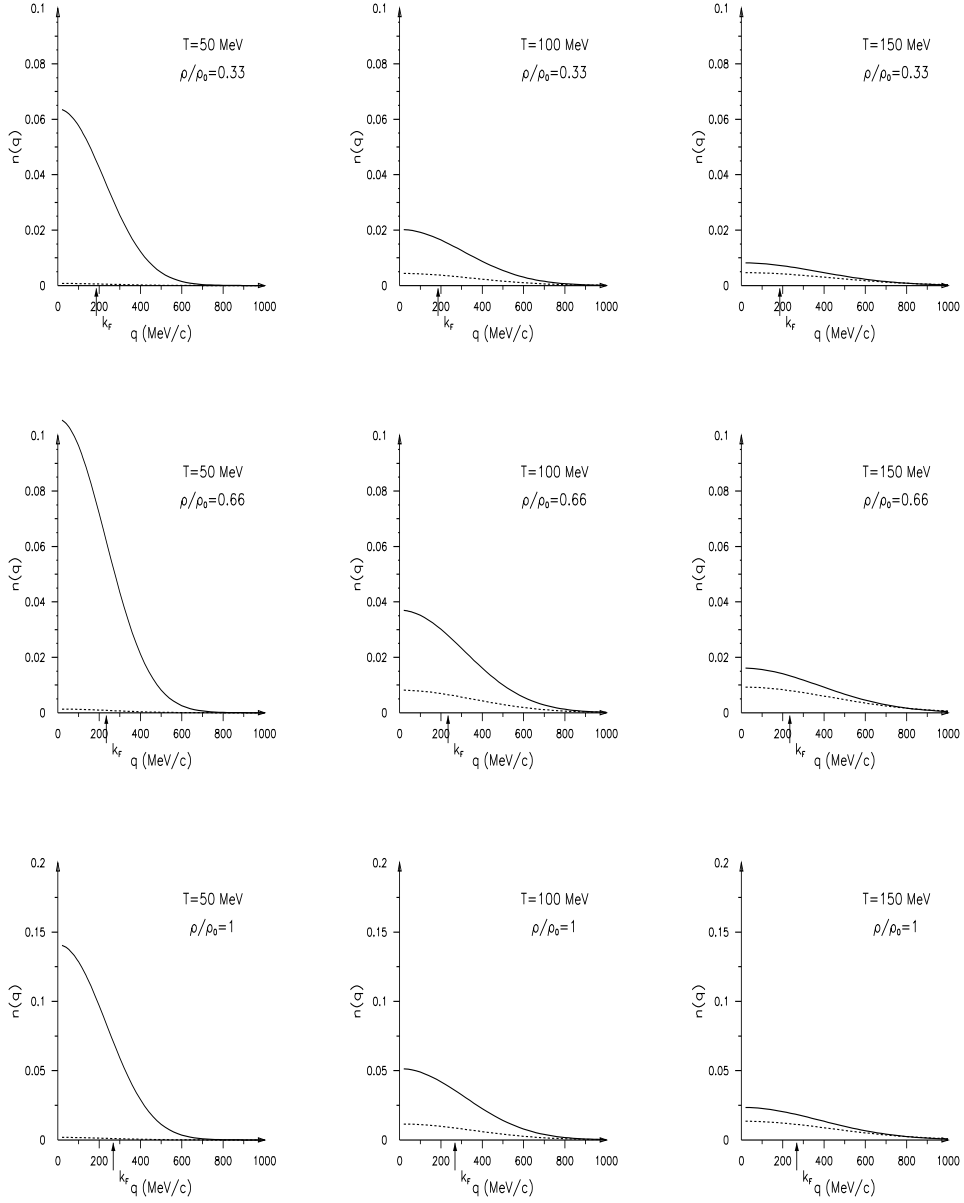 0.1 0.1 0.1
T=50 MeV T=100 MeV T=150 MeV
ρ/ρ₀=0.33 ρ/ρ₀=0.33 ρ/ρ₀=0.33
0.08 0.08 0.08
0.06 0.06 0.06
n(q) n(q) n(q)
0.04 0.04 0.04
0.02 0.02 0.02
0 0 0
0 200 400 600 800 1000 0 200 400 600 800 1000 0 200 400 600 800 1000
k_F k_F k_F
q (MeV/c) q (MeV/c) q (MeV/c)
0.1 0.1 0.1
T=50 MeV T=100 MeV T=150 MeV
ρ/ρ₀=0.66 ρ/ρ₀=0.66 ρ/ρ₀=0.66
0.08 0.08 0.08
0.06 0.06 0.06
n(q) n(q) n(q)
0.04 0.04 0.04
0.02 0.02 0.02
0 0 0
0 200 400 600 800 1000 0 200 400 600 800 1000 0 200 400 600 800 1000
k_F k_F k_F
q (MeV/c) q (MeV/c) q (MeV/c)
0.2 0.2 0.2
T=50 MeV T=100 MeV T=150 MeV
ρ/ρ₀=1 ρ/ρ₀=1 ρ/ρ₀=1
0.15 0.15 0.15
0.1 0.1 0.1
n(q) n(q) n(q)
0.05 0.05 0.05
0 0 0
0 200 400 600 800 1000 0 200 400 600 800 1000 0 200 400 600 800 1000
k_F k_F k_F
q (MeV/c) q (MeV/c) q (MeV/c)